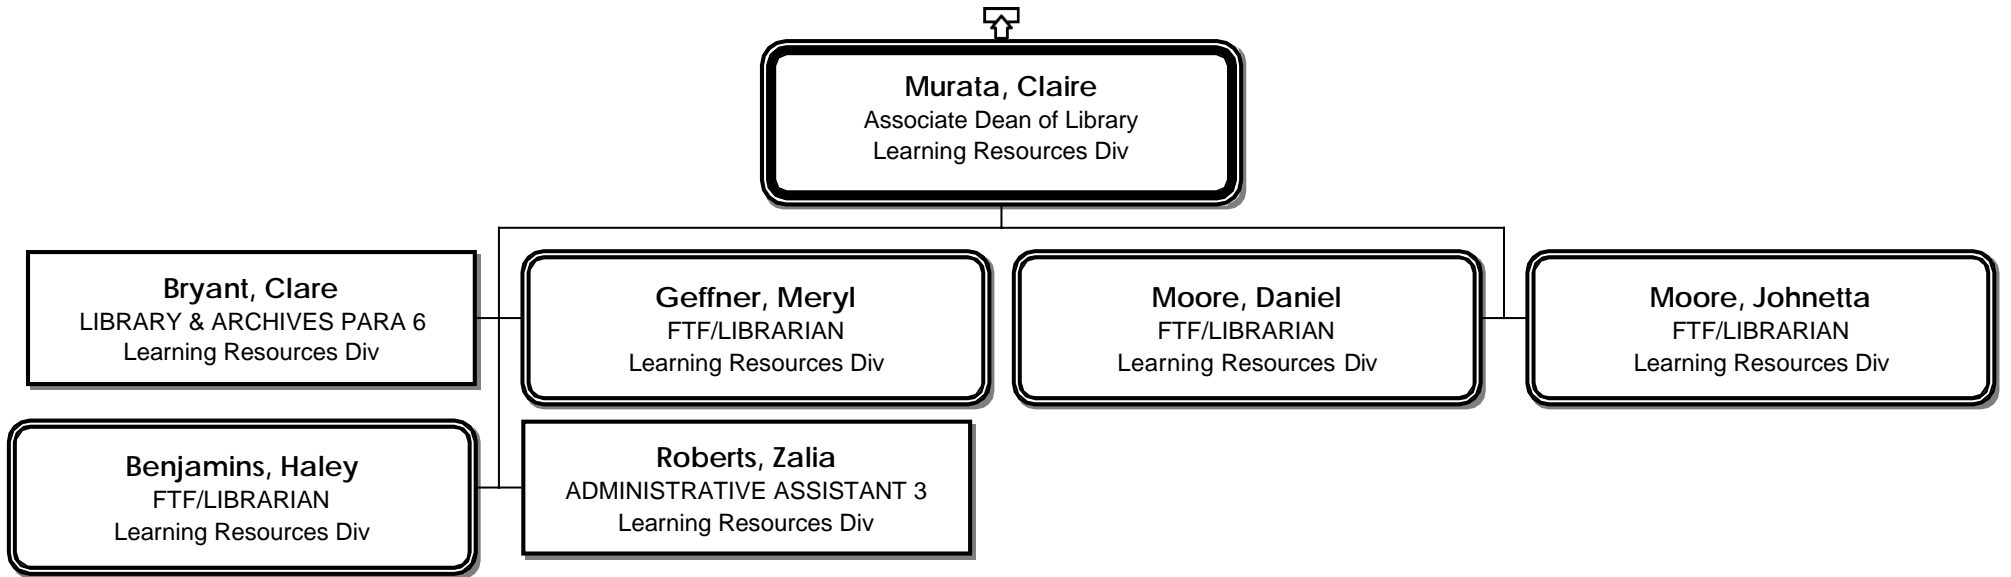 Murata, Claire
Associate Dean of Library
Learning Resources Div
Bryant, Clare
LIBRARY & ARCHIVES PARA 6
Learning Resources Div
Geffner, Meryl
FTF/LIBRARIAN
Learning Resources Div
Moore, Daniel
FTF/LIBRARIAN
Learning Resources Div
Moore, Johnetta
FTF/LIBRARIAN
Learning Resources Div
Benjamins, Haley
FTF/LIBRARIAN
Learning Resources Div
Roberts, Zalia
ADMINISTRATIVE ASSISTANT 3
Learning Resources Div